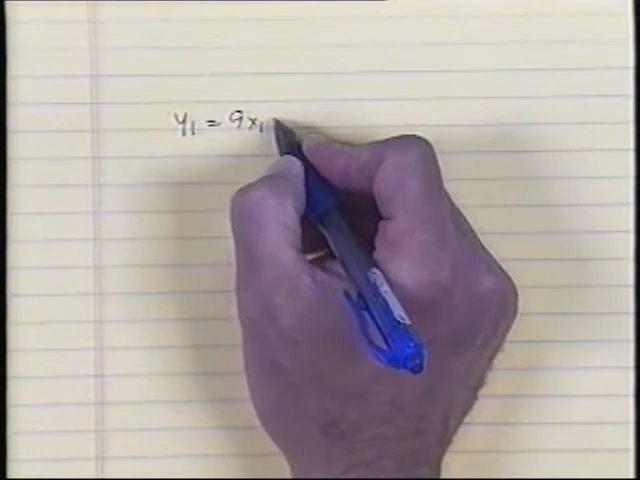 y₁ = 9x₁